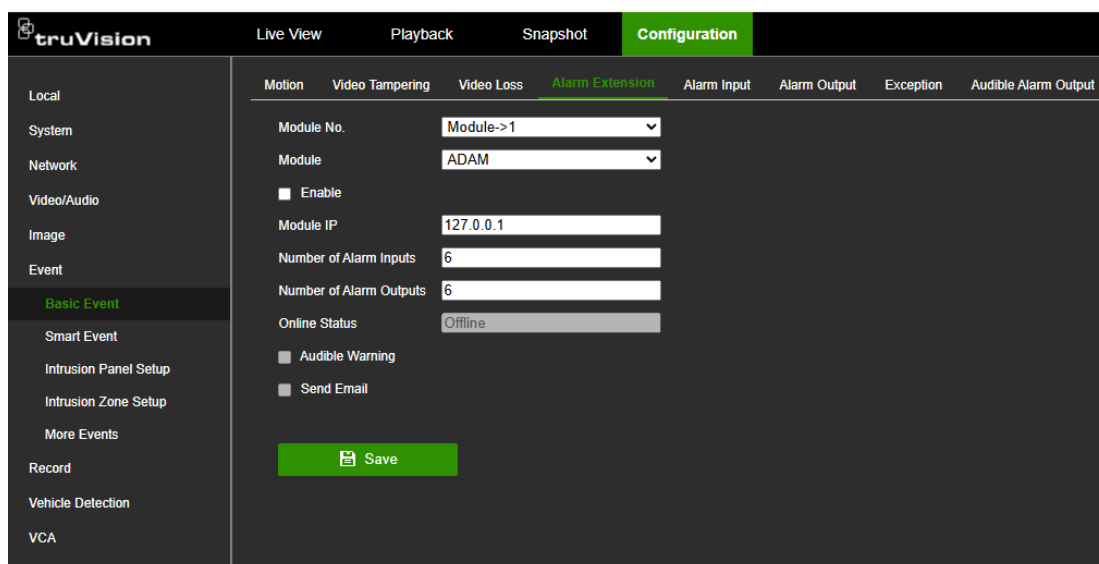 truVision
Live View
Playback
Snapshot
Configuration
Local
System
Network
Video/Audio
Image
Event
Basic Event
Smart Event
Intrusion Panel Setup
Intrusion Zone Setup
More Events
Record
Vehicle Detection
VCA
Motion
Video Tampering
Video Loss
Alarm Extension
Alarm Input
Alarm Output
Exception
Audible Alarm Output
Module No.
Module->1
Module
ADAM
Enable
Module IP
127.0.0.1
Number of Alarm Inputs
6
Number of Alarm Outputs
6
Online Status
Offline
Audible Warning
Send Email
Save